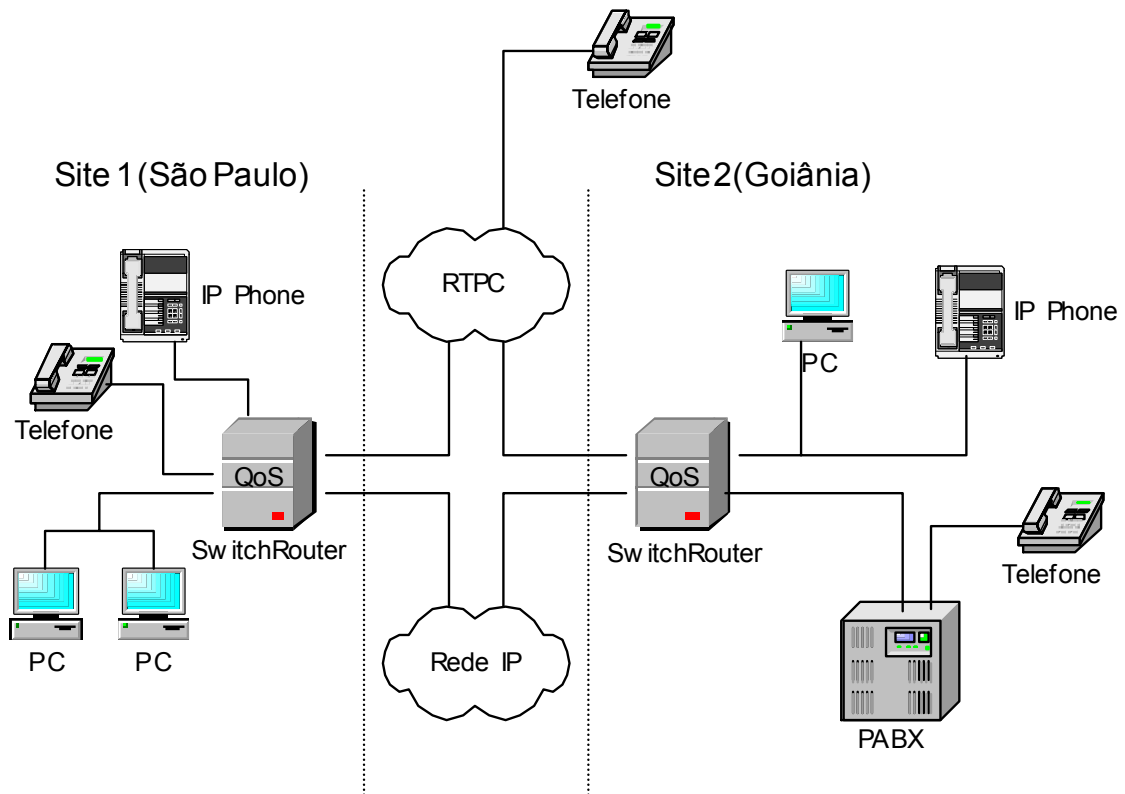 Telefone
Site 1 (São Paulo)
Site 2 (Goiânia)
IP Phone
RTPC
PC
IP Phone
Telefone
QoS
SwitchRouter
QoS
SwitchRouter
Telefone
PC
PC
Rede IP
PABX